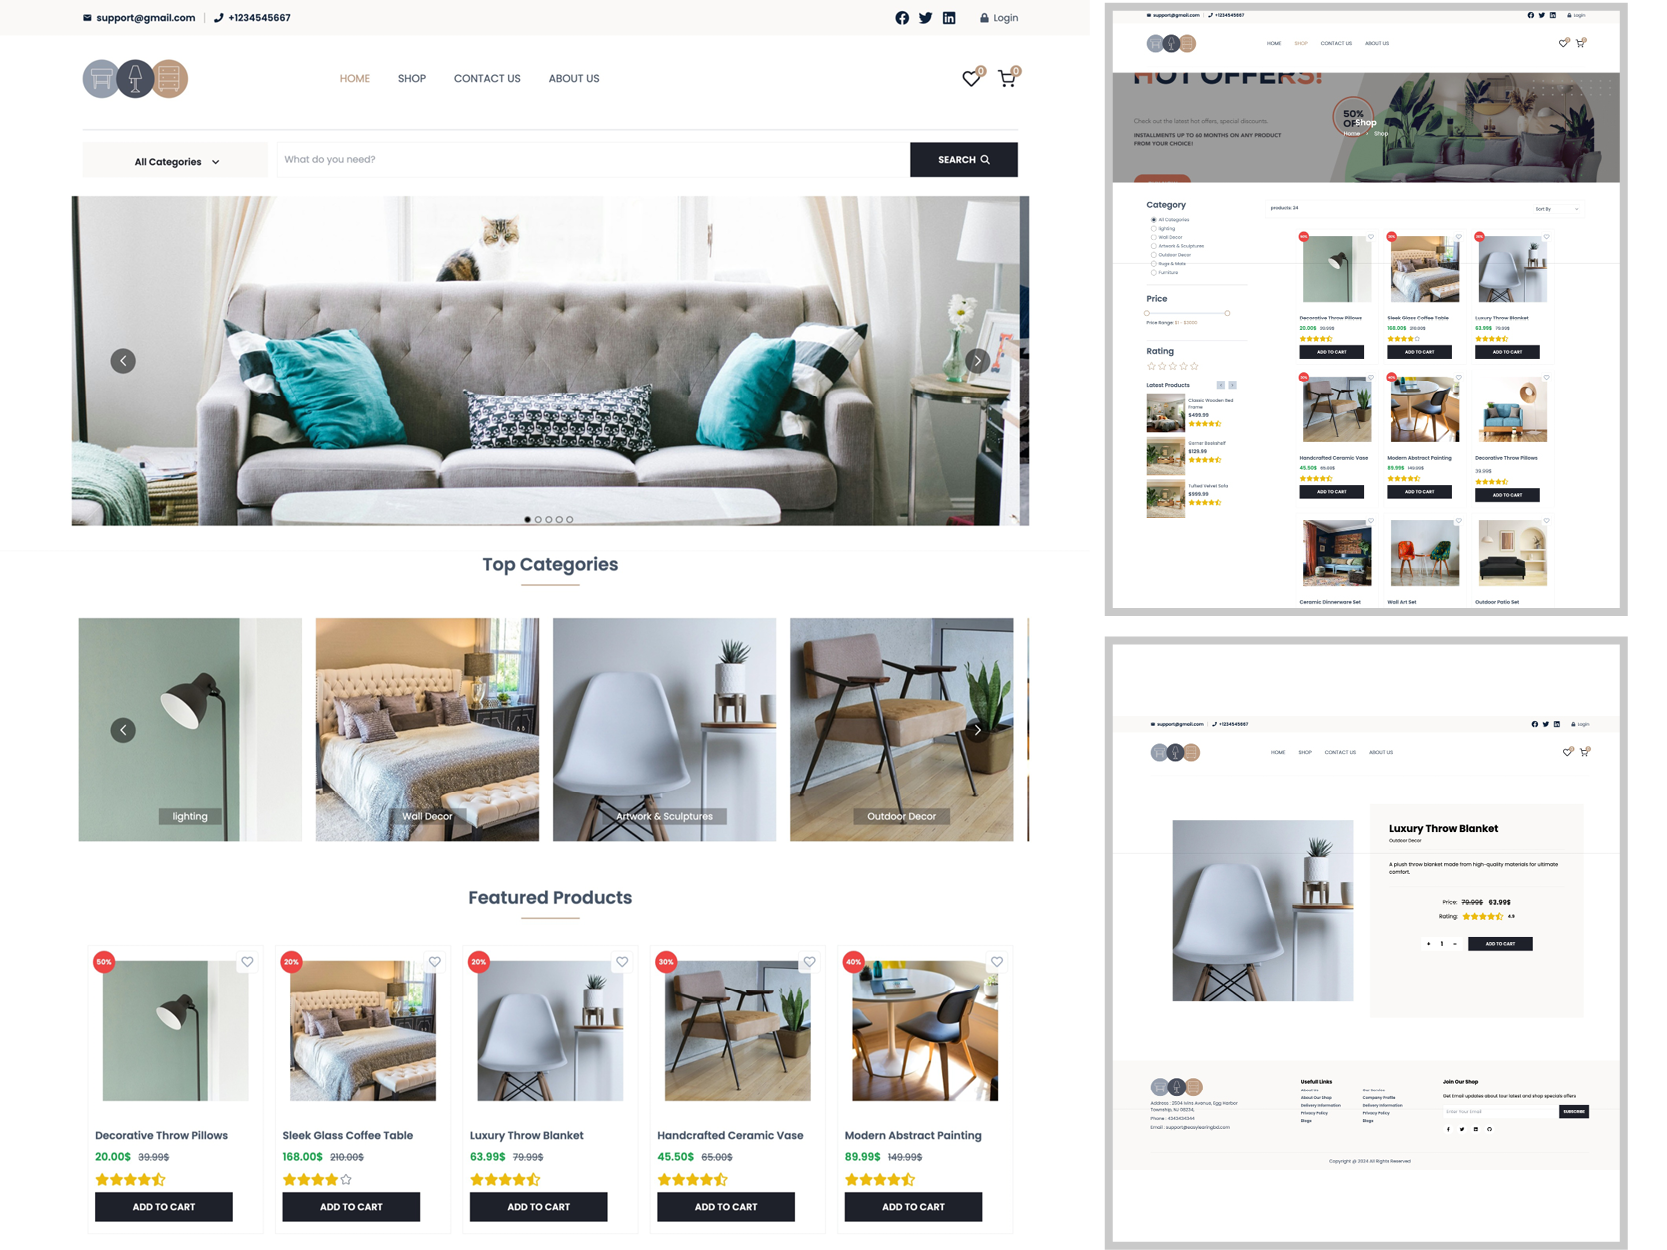 support@gmail.com | +1234545667
Login
HOME SHOP CONTACT US ABOUT US
0 0
All Categories
What do you need?
SEARCH
Top Categories
lighting
Wall Decor
Artwork & Sculptures
Outdoor Decor
Featured Products
50%
Decorative Throw Pillows
20.00$ 39.99$
ADD TO CART
20%
Sleek Glass Coffee Table
168.00$ 210.00$
ADD TO CART
20%
Luxury Throw Blanket
63.99$ 79.99$
ADD TO CART
30%
Handcrafted Ceramic Vase
45.50$ 65.00$
ADD TO CART
40%
Modern Abstract Painting
89.99$ 149.99$
ADD TO CART
support@gmail.com | +1234545667
Login
HOME SHOP CONTACT US ABOUT US
HOT OFFERS!
Check out the latest hot offers, special discounts.
INSTALLMENTS UP TO 60 MONTHS ON ANY PRODUCT
FROM YOUR CHOICE!
50%
OFF
Shop
Home • Shop
Category
All Categories
lighting
Wall Decor
Artwork & Sculptures
Outdoor Decor
Rugs & Mats
Furniture
Price
Price Range: $1 - $1000
Rating
Latest Products
Classic Wooden Bed
Frame
$499.99
Corner Bookshelf
$129.99
Tufted Velvet Sofa
$999.99
products: 24
Sort By
50%
Decorative Throw Pillows
20.00$ 39.99$
ADD TO CART
20%
Sleek Glass Coffee Table
168.00$ 210.00$
ADD TO CART
20%
Luxury Throw Blanket
63.99$ 79.99$
ADD TO CART
30%
Handcrafted Ceramic Vase
45.50$ 65.00$
ADD TO CART
40%
Modern Abstract Painting
89.99$ 149.99$
ADD TO CART
Decorative Throw Pillows
39.99$
ADD TO CART
Ceramic Dinnerware Set
Wall Art Set
Outdoor Patio Set
support@gmail.com | +1234545667
Login
HOME SHOP CONTACT US ABOUT US
Luxury Throw Blanket
Outdoor Decor
A plush throw blanket made from high-quality materials for ultimate
comfort.
Price: 79.99$ 63.99$
Rating: 4.5
+ 1 −
ADD TO CART
Address : 2504 Ivins Avenue, Egg Harbor
Township, NJ 08234,
Phone : 4343434344
Email : support@easylearingbd.com
Usefull Links
About Us
About Our Shop
Delivery Information
Privacy Policy
Blogs
Our Service
Company Profile
Delivery Information
Privacy Policy
Blogs
Join Our Shop
Get Email updates about tour latest and shop specials offers
Enter Your Email
SUBSCRIBE
Copyright @ 2024 All Rights Reserved